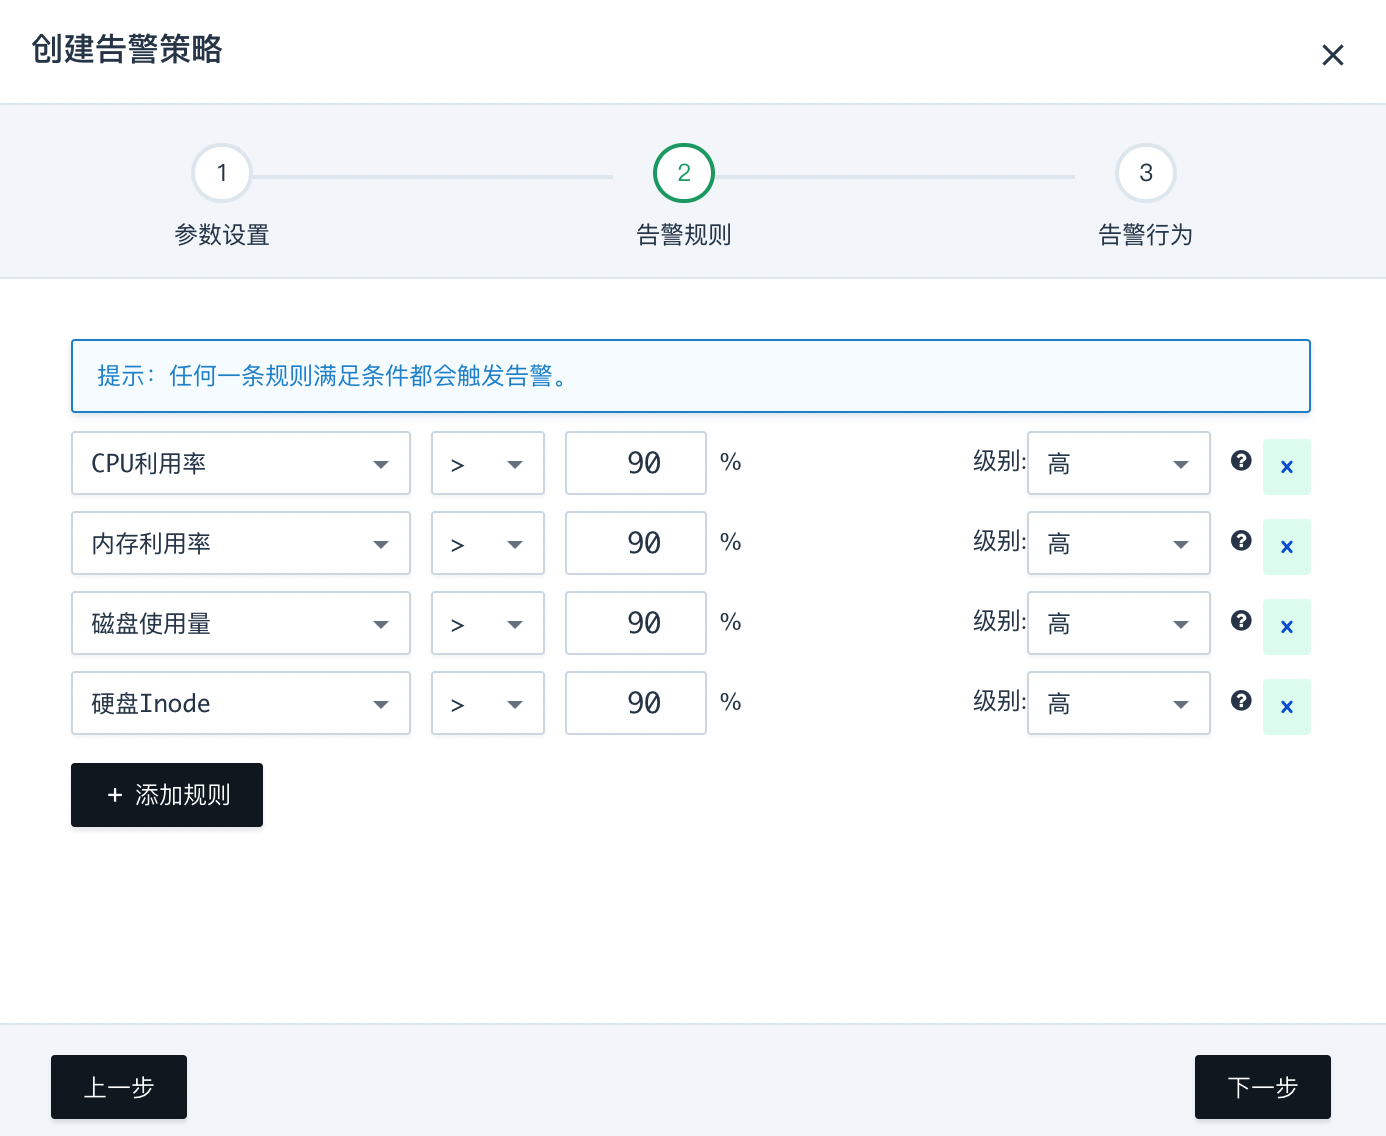 创建告警策略
1
2
3
参数设置
告警规则
告警行为
提示：任何一条规则满足条件都会触发告警。
CPU利用率 > 90 % 级别: 高
内存利用率 > 90 % 级别: 高
磁盘使用量 > 90 % 级别: 高
硬盘Inode > 90 % 级别: 高
+ 添加规则
上一步
下一步